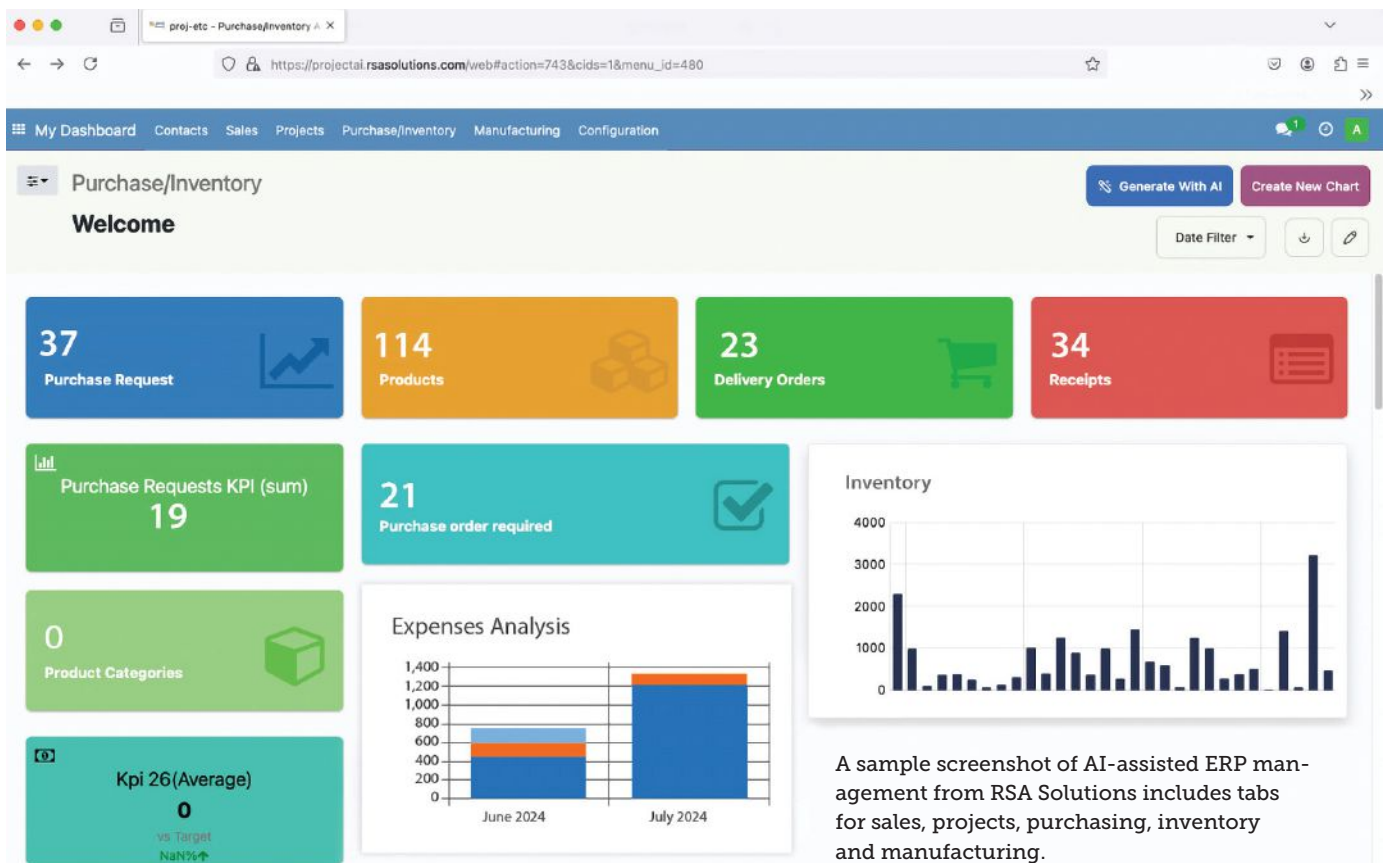 proj-etc - Purchase/Inventory A
https://projectai.rsasolutions.com/web#action=743&cids=1&menu_id=480
My Dashboard Contacts Sales Projects Purchase/Inventory Manufacturing Configuration
1
A
Purchase/Inventory
Welcome
Generate With AI
Create New Chart
Date Filter
37
Purchase Request
114
Products
23
Delivery Orders
34
Receipts
Purchase Requests KPI (sum)
19
21
Purchase order required
Inventory
4000
3000
2000
1000
0
0
Product Categories
Expenses Analysis
1,400
1,200
1,000
800
600
400
200
0
June 2024 July 2024
Kpi 26(Average)
0
vs Target
NaN%
A sample screenshot of AI-assisted ERP man-
agement from RSA Solutions includes tabs
for sales, projects, purchasing, inventory
and manufacturing.